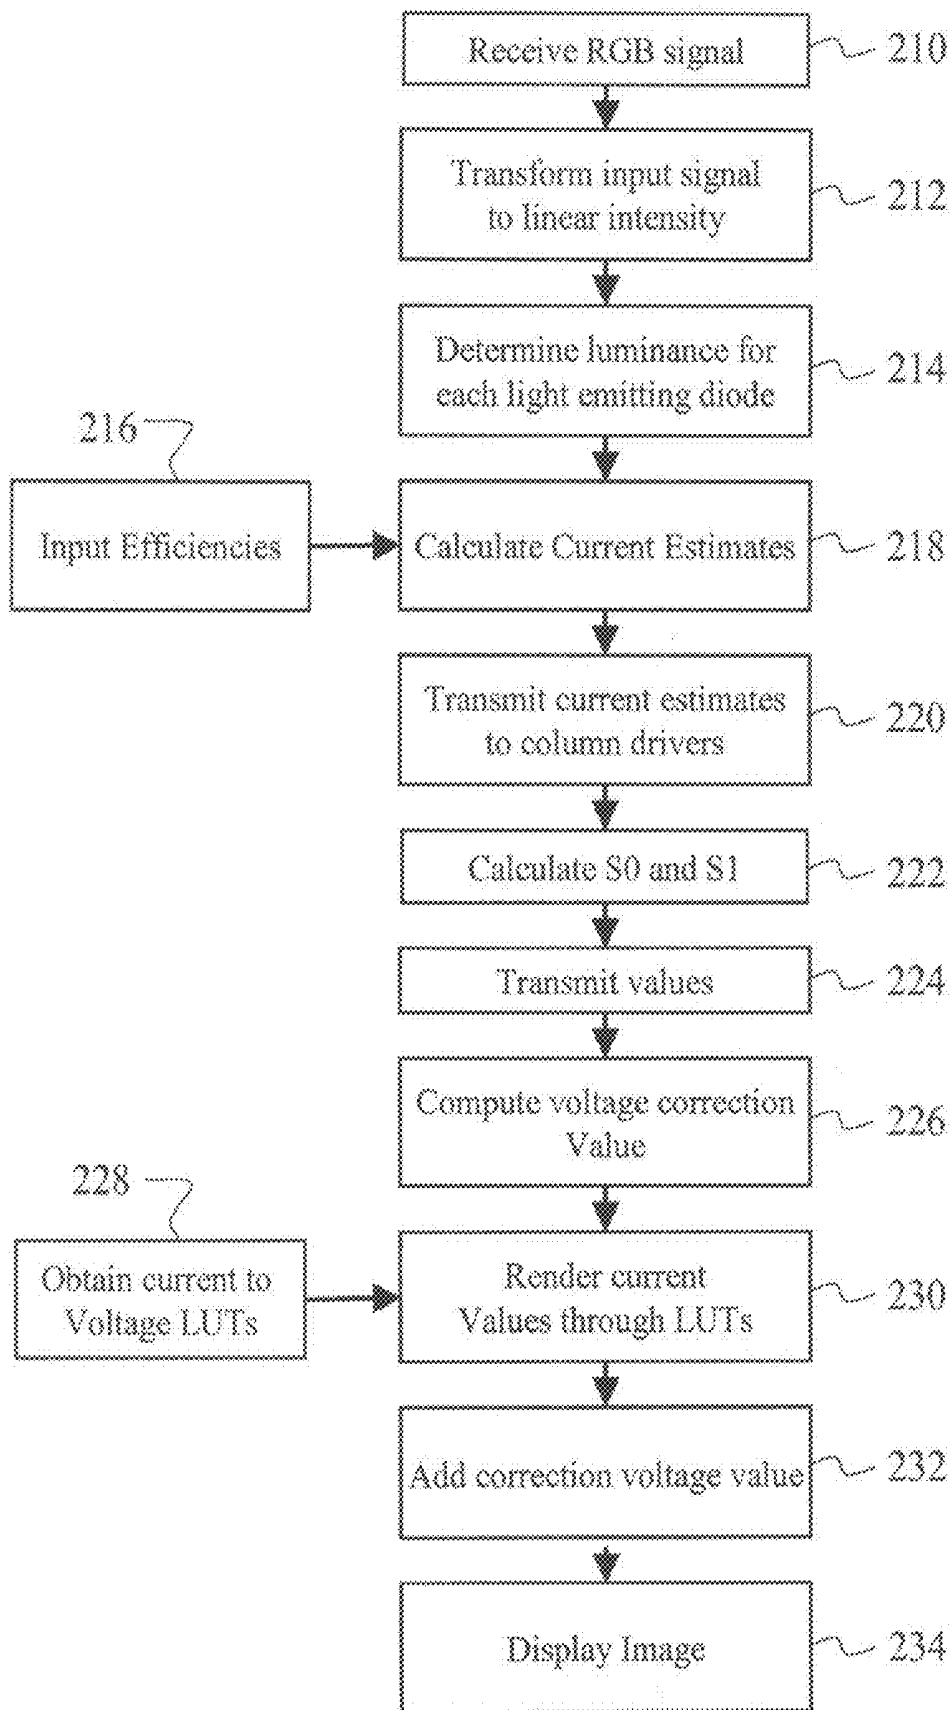 Receive RGB signal
210
Transform input signal
to linear intensity
212
Determine luminance for
each light emitting diode
214
216
Input Efficiencies
Calculate Current Estimates
218
Transmit current estimates
to column drivers
220
Calculate S0 and S1
222
Transmit values
224
Compute voltage correction
Value
226
228
Obtain current to
Voltage LUTs
Render current
Values through LUTs
230
Add correction voltage value
232
Display Image
234